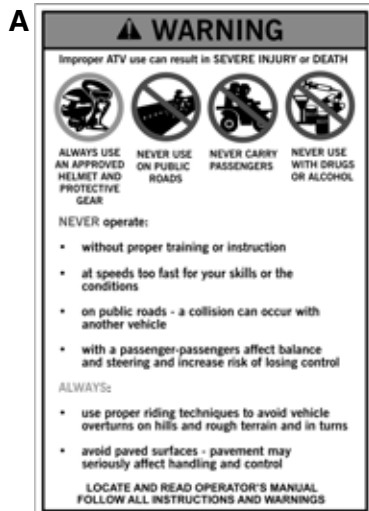 A
WARNING
Improper ATV use can result in SEVERE INJURY or DEATH
ALWAYS USE
AN APPROVED
HELMET AND
PROTECTIVE
GEAR
NEVER USE
ON PUBLIC
ROADS
NEVER CARRY
PASSENGERS
NEVER USE
WITH DRUGS
OR ALCOHOL
NEVER operate:
• without proper training or instruction
• at speeds too fast for your skills or the
conditions
• on public roads - a collision can occur with
another vehicle
• with a passenger-passengers affect balance
and steering and increase risk of losing control
ALWAYS:
• use proper riding techniques to avoid vehicle
overturns on hills and rough terrain and in turns
• avoid paved surfaces - pavement may
seriously affect handling and control
LOCATE AND READ OPERATOR'S MANUAL
FOLLOW ALL INSTRUCTIONS AND WARNINGS